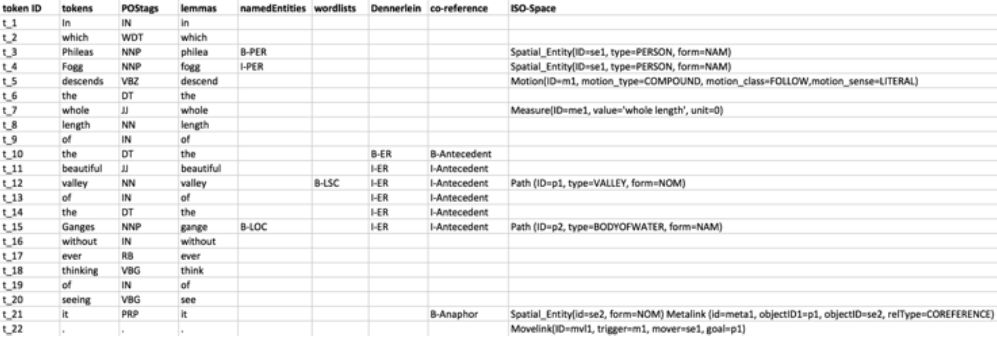 token ID tokens POStags lemmas namedEntities wordlists Dennerlein co-reference ISO-Space
t_1 In IN in
t_2 which WDT which
t_3 Phileas NNP philea B-PER Spatial_Entity(ID=se1, type=PERSON, form=NAM)
t_4 Fogg NNP fogg I-PER Spatial_Entity(ID=se1, type=PERSON, form=NAM)
t_5 descends VBZ descend Motion(ID=m1, motion_type=COMPOUND, motion_class=FOLLOW,motion_sense=LITERAL)
t_6 the DT the
t_7 whole JJ whole Measure(ID=me1, value='whole length', unit=0)
t_8 length NN length
t_9 of IN of
t_10 the DT the B-ER B-Antecedent
t_11 beautiful JJ beautiful I-ER I-Antecedent
t_12 valley NN valley B-LSC I-ER I-Antecedent Path (ID=p1, type=VALLEY, form=NOM)
t_13 of IN of I-ER I-Antecedent
t_14 the DT the I-ER I-Antecedent
t_15 Ganges NNP gange B-LOC I-ER I-Antecedent Path (ID=p2, type=BODYOFWATER, form=NAM)
t_16 without IN without
t_17 ever RB ever
t_18 thinking VBG think
t_19 of IN of
t_20 seeing VBG see
t_21 it PRP it B-Anaphor Spatial_Entity(id=se2, form=NOM) Metalink (id=meta1, objectID1=p1, objectID=se2, relType=COREFERENCE)
t_22 . . . Movelink(ID=mvl1, trigger=m1, mover=se1, goal=p1)